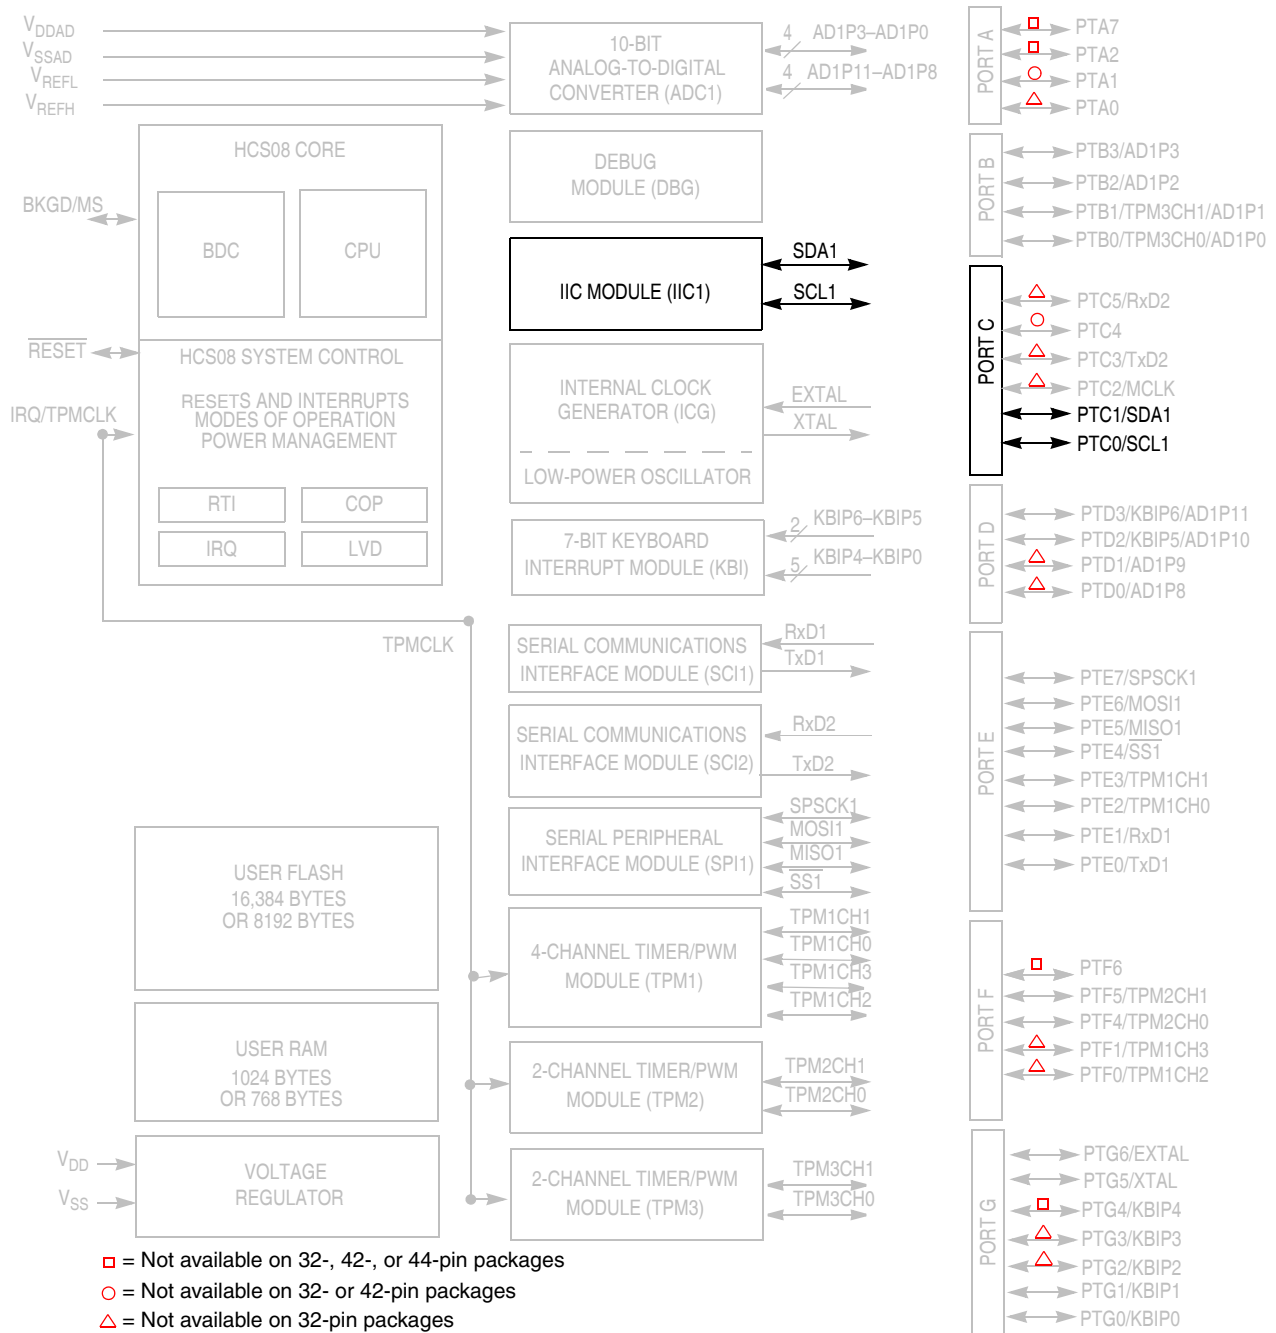 VDDAD
VSSAD
VREFL
VREFH
10-BIT
ANALOG-TO-DIGITAL
CONVERTER (ADC1)
4 AD1P3–AD1P0
4 AD1P11–AD1P8
HCS08 CORE
BDC
CPU
BKGD/MS
RESET
IRQ/TPMCLK
HCS08 SYSTEM CONTROL
RESETS AND INTERRUPTS
MODES OF OPERATION
POWER MANAGEMENT
RTI
COP
IRQ
LVD
TPMCLK
DEBUG
MODULE (DBG)
IIC MODULE (IIC1)
SDA1
SCL1
INTERNAL CLOCK
GENERATOR (ICG)
LOW-POWER OSCILLATOR
EXTAL
XTAL
7-BIT KEYBOARD
INTERRUPT MODULE (KBI)
2 KBIP6–KBIP5
5 KBIP4–KBIP0
SERIAL COMMUNICATIONS
INTERFACE MODULE (SCI1)
RxD1
TxD1
SERIAL COMMUNICATIONS
INTERFACE MODULE (SCI2)
RxD2
TxD2
SERIAL PERIPHERAL
INTERFACE MODULE (SPI1)
SPSCK1
MOSI1
MISO1
SS1
4-CHANNEL TIMER/PWM
MODULE (TPM1)
TPM1CH1
TPM1CH0
TPM1CH3
TPM1CH2
2-CHANNEL TIMER/PWM
MODULE (TPM2)
TPM2CH1
TPM2CH0
2-CHANNEL TIMER/PWM
MODULE (TPM3)
TPM3CH1
TPM3CH0
USER FLASH
16,384 BYTES
OR 8192 BYTES
USER RAM
1024 BYTES
OR 768 BYTES
VDD
VSS
VOLTAGE
REGULATOR
PORT A
PTA7
PTA2
PTA1
PTA0
PORT B
PTB3/AD1P3
PTB2/AD1P2
PTB1/TPM3CH1/AD1P1
PTB0/TPM3CH0/AD1P0
PORT C
PTC5/RxD2
PTC4
PTC3/TxD2
PTC2/MCLK
PTC1/SDA1
PTC0/SCL1
PORT D
PTD3/KBIP6/AD1P11
PTD2/KBIP5/AD1P10
PTD1/AD1P9
PTD0/AD1P8
PORT E
PTE7/SPSCK1
PTE6/MOSI1
PTE5/MISO1
PTE4/SS1
PTE3/TPM1CH1
PTE2/TPM1CH0
PTE1/RxD1
PTE0/TxD1
PORT F
PTF6
PTF5/TPM2CH1
PTF4/TPM2CH0
PTF1/TPM1CH3
PTF0/TPM1CH2
PORT G
PTG6/EXTAL
PTG5/XTAL
PTG4/KBIP4
PTG3/KBIP3
PTG2/KBIP2
PTG1/KBIP1
PTG0/KBIP0
= Not available on 32-, 42-, or 44-pin packages
= Not available on 32- or 42-pin packages
= Not available on 32-pin packages